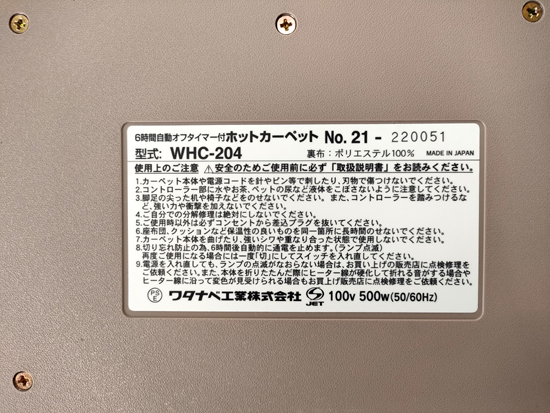 6時間自動オフタイマー付ホットカーペット No. 21 - 220051
型式: WHC-204 裏布：ポリエステル100% MADE IN JAPAN
使用上のご注意 ⚠安全のためご使用前に必ず「取扱説明書」をお読みください。
1.カーペット本体や電源コードを針やピン等で刺したり、刃物で傷つけないでください。
2.コントローラー部に水やお茶、ペットの尿など液体をこぼさないように注意してください。
3.脚足の尖った机や椅子などをのせないでください。また、コントローラーを踏みつけるなど、強い力や衝撃を加えないでください。
4.ご自分での分解修理は絶対にしないでください。
5.ご使用時以外は必ずコンセントから差込プラグを抜いてください。
6.座布団、クッションなど保温性の良いものを同一箇所に長時間のせないでください。
7.カーペット本体を曲げたり、強いシワや重なり合った状態で使用しないでください。
8.切り忘れ防止の為、6時間後自動的に通電を止めます。(ランプ点滅)
再度ご使用になる場合には一度「切」にしてスイッチを入れ直してください。
9.電源を入れ直しても、ランプの点滅がなおらない場合は、お買い上げの販売店に点検修理をご依頼ください。また、本体を折りたたんだ際にヒーター線が硬化して折れる音がする場合やヒーター線に沿って変色が見受けられる場合もお買上げ販売店に点検修理をご依頼ください。
PS
E
ワタナベ工業株式会社 JET 100v 500w(50/60Hz)